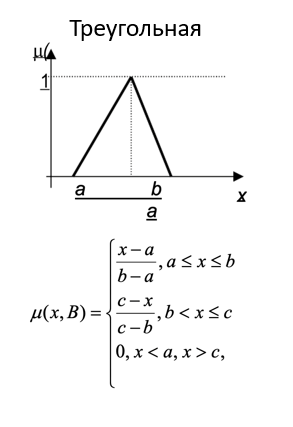 Треугольная
μ(
1
a b
a
x
μ(x, B) = { (x − a)/(b − a), a ≤ x ≤ b
(c − x)/(c − b), b < x ≤ c
0, x < a, x > c,